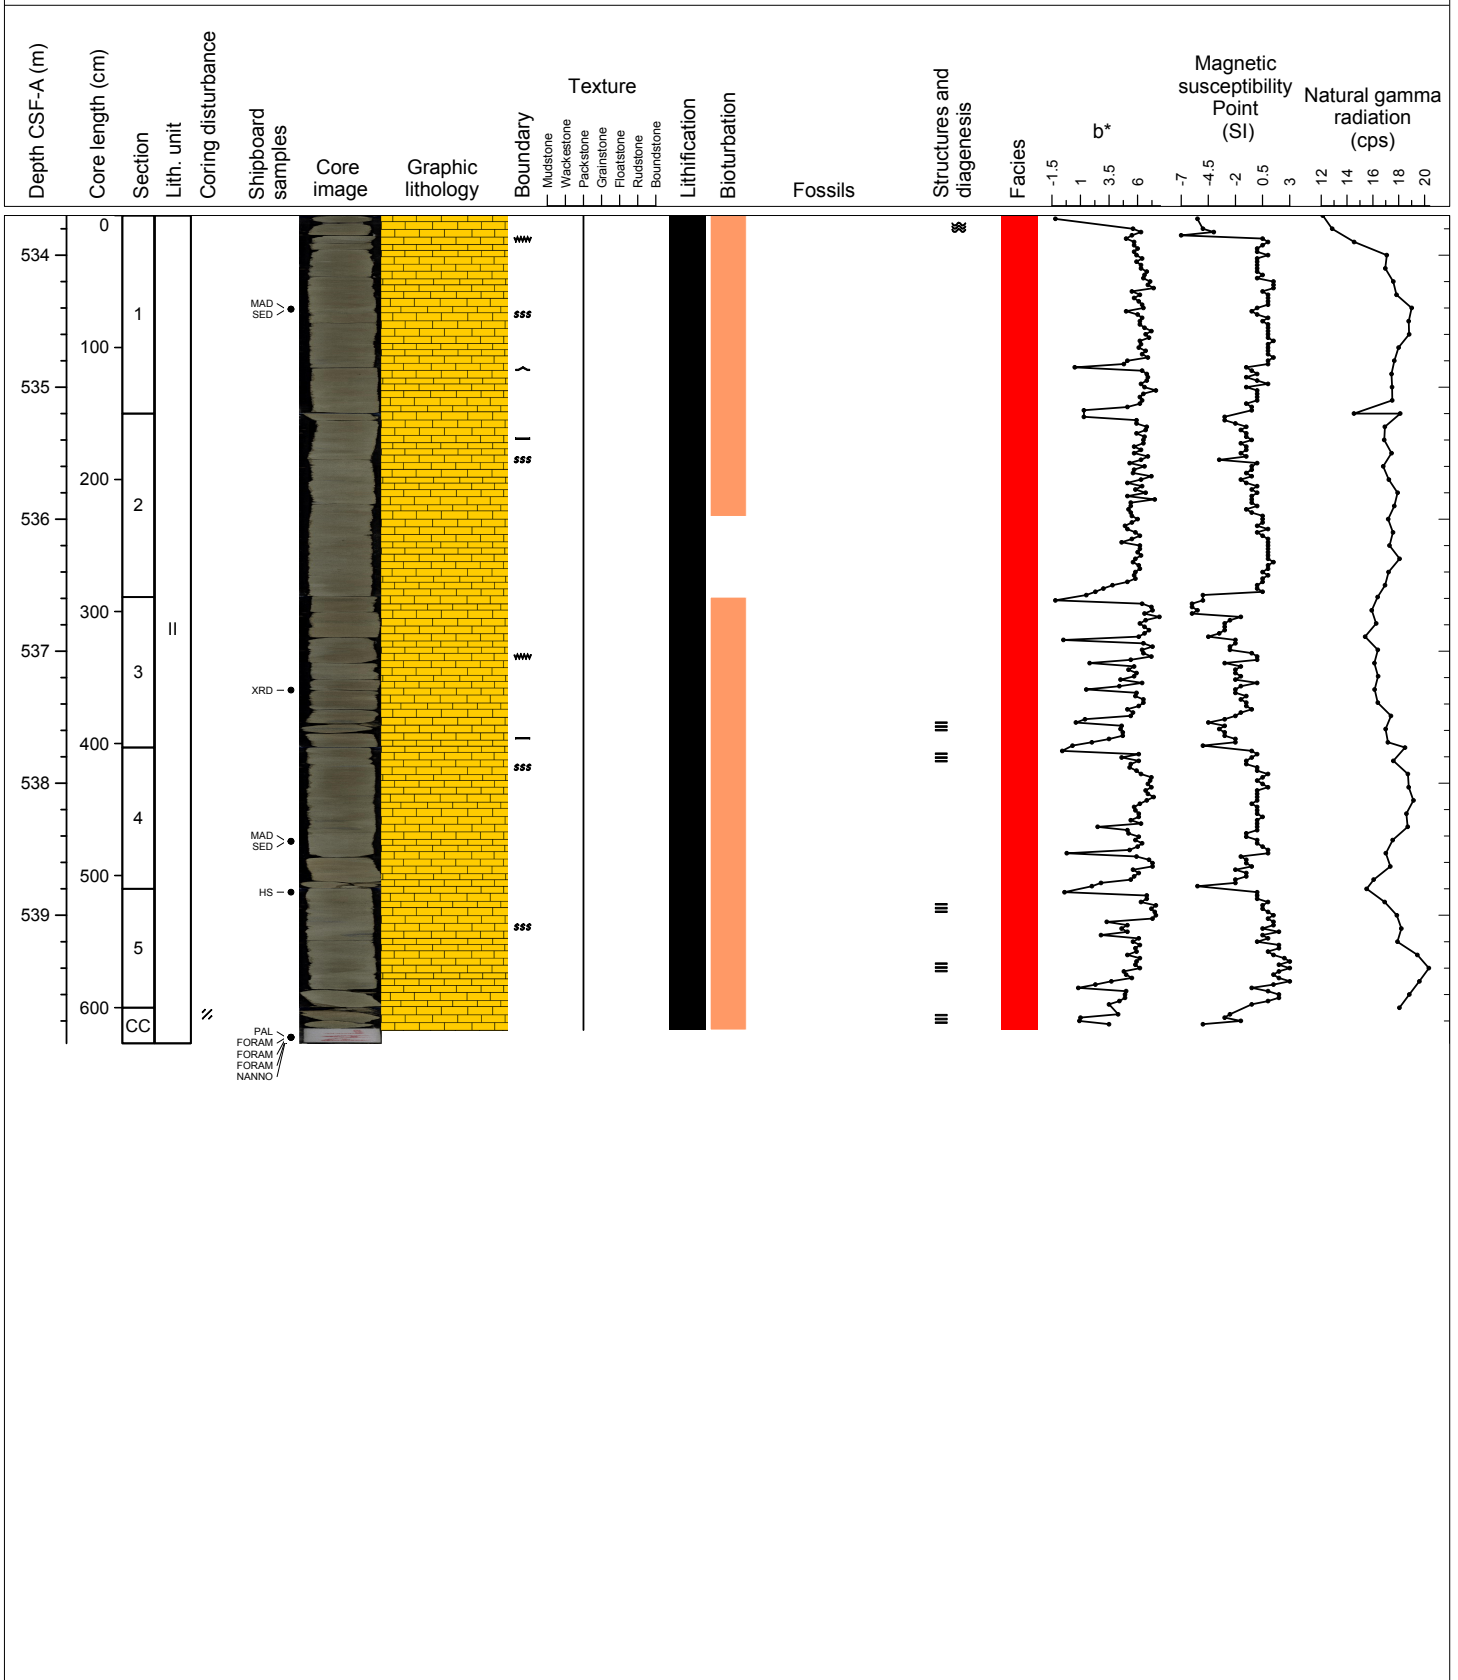 Depth CSF-A (m)
Core length (cm)
Section
Lith. unit
Coring disturbance
Shipboard
samples
Core
image
Graphic
lithology
Boundary
Texture
Mudstone
Wackestone
Packstone
Grainstone
Floatstone
Rudstone
Boundstone
Lithification
Bioturbation
Fossils
Structures and
diagenesis
Facies
b*
-1.5 1 3.5 6
Magnetic
susceptibility
Point
(SI)
-7 -4.5 -2 0.5 3
Natural gamma
radiation
(cps)
12 14 16 18 20
0
534
MAD
SED
1
sss
100
535
sss
200
2
536
300
II
537
3
XRD
400
sss
538
4
MAD
SED
500
HS
539
sss
5
600
CC
PAL
FORAM
FORAM
FORAM
NANNO